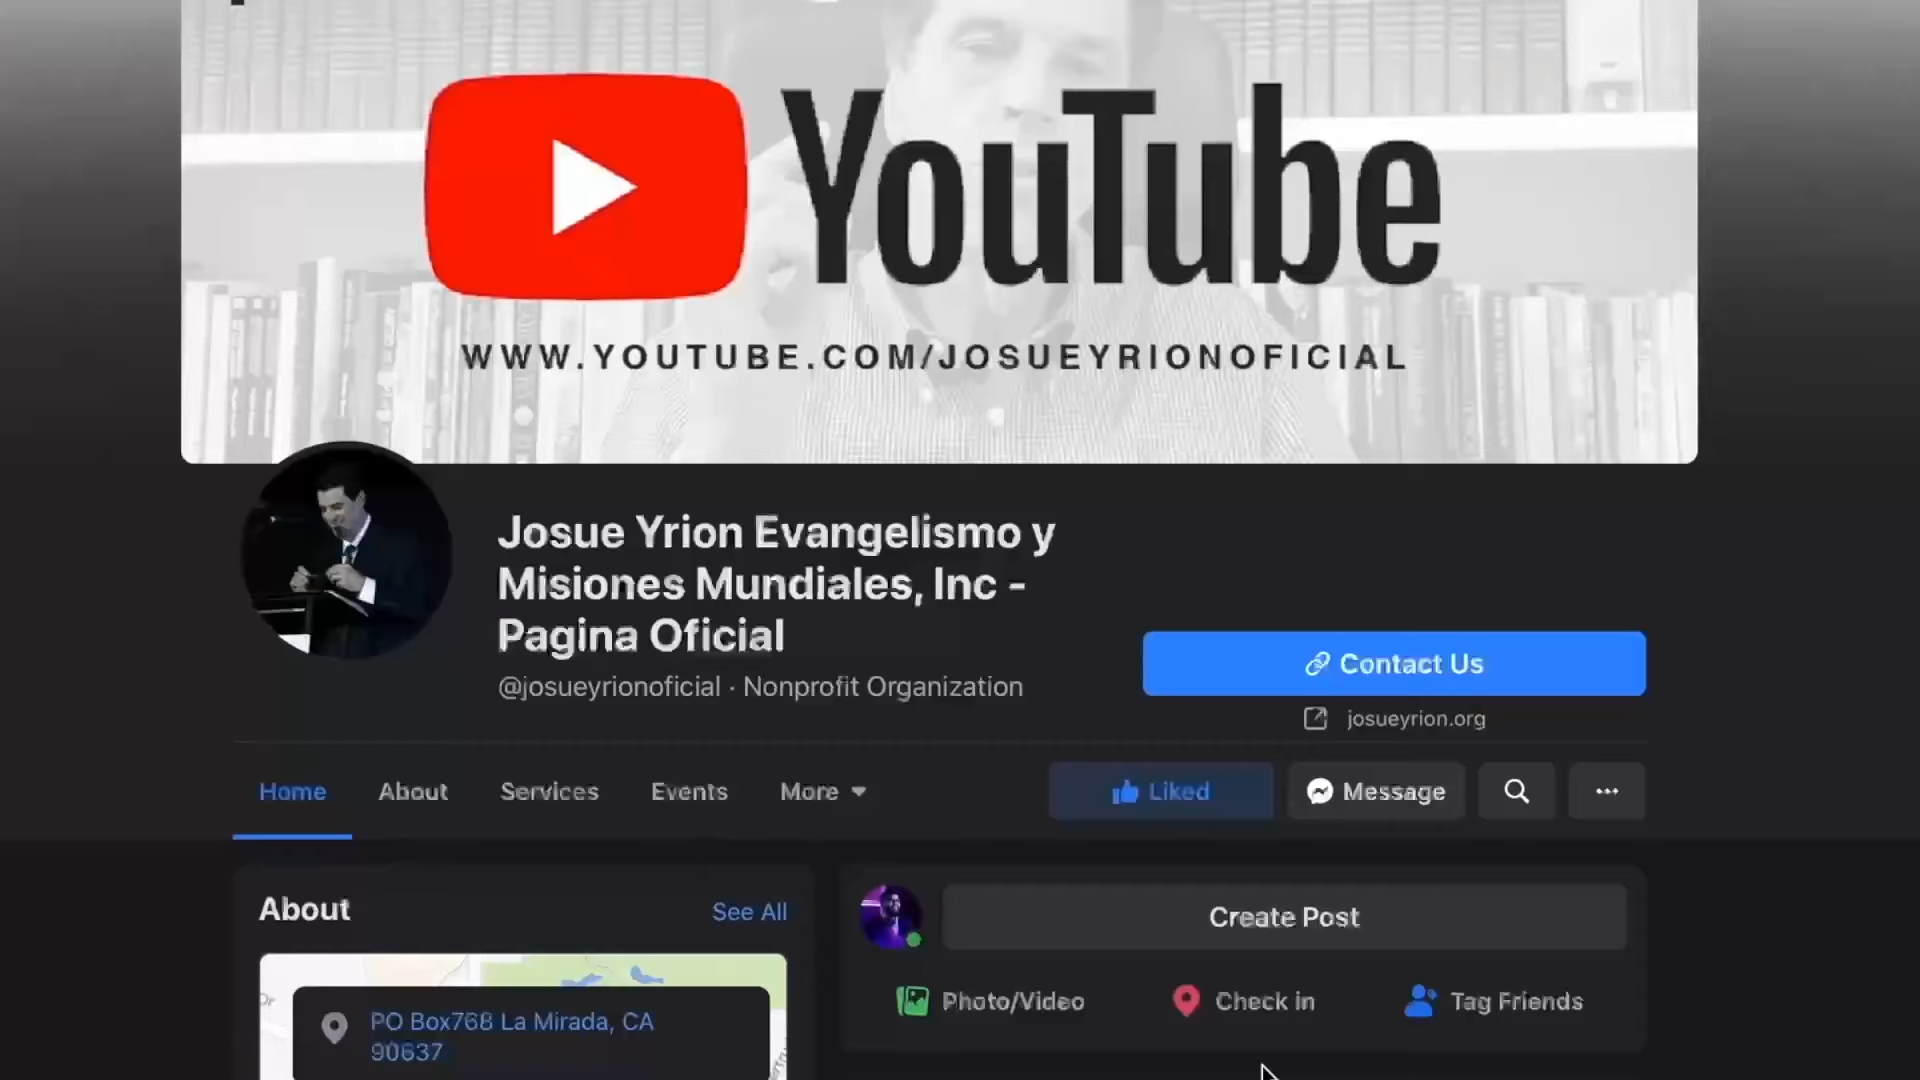 YouTube
WWW.YOUTUBE.COM/JOSUEYRIONOFICIAL
Josue Yrion Evangelismo y
Misiones Mundiales, Inc -
Pagina Oficial
@josueyrionoficial · Nonprofit Organization
Contact Us
josueyrion.org
Home
About
Services
Events
More
Liked
Message
About
See All
Create Post
Photo/Video
Check in
Tag Friends
PO Box768 La Mirada, CA
90637